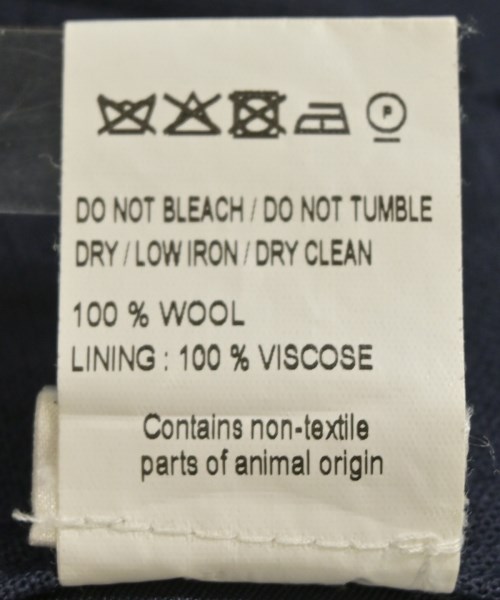 P
DO NOT BLEACH / DO NOT TUMBLE
DRY / LOW IRON / DRY CLEAN
100 % WOOL
LINING : 100 % VISCOSE
Contains non-textile
parts of animal origin